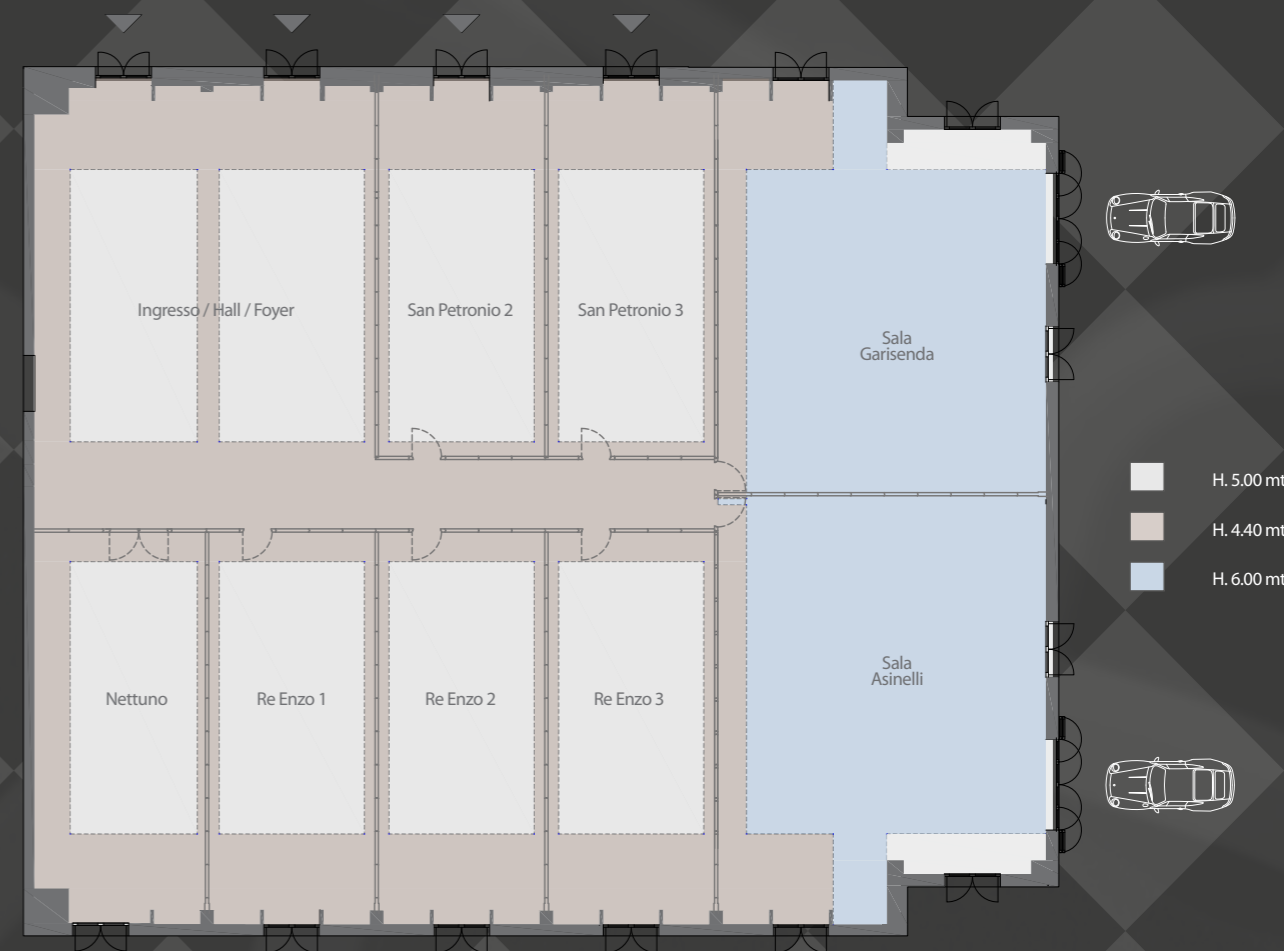 Ingresso / Hall / Foyer
San Petronio 2
San Petronio 3
Sala
Garisenda
H. 5.00 mt
H. 4.40 mt
H. 6.00 mt
Sala
Asinelli
Nettuno
Re Enzo 1
Re Enzo 2
Re Enzo 3